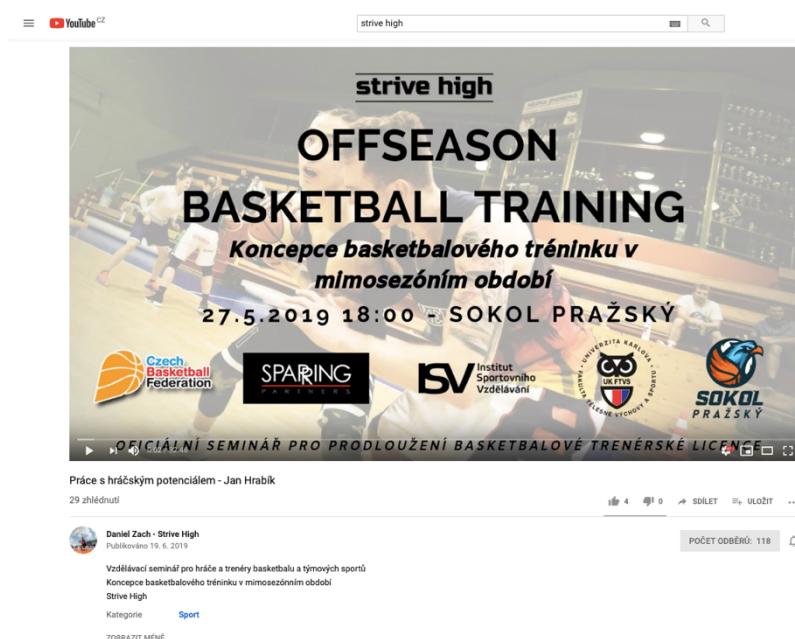 YouTube CZ
strive high
strive high
OFFSEASON
BASKETBALL TRAINING
Koncepce basketbalového tréninku v
mimosezóním období
27.5.2019 18:00 - SOKOL PRAŽSKÝ
Czech
Basketball
Federation
SPARRING
PARTNERS
ISV Institut
Sportovního
Vzdělávání
UNIVERZITA KARLOVA
FAKULTA TĚLESNÉ VÝCHOVY A SPORTU
UK FTVS
SOKOL
PRAŽSKÝ
OFICIÁLNÍ SEMINÁŘ PRO PRODLOUŽENÍ BASKETBALOVÉ TRENÉRSKÉ LICENCE
Práce s hráčským potenciálem - Jan Hrabík
29 zhlédnutí
4 0 SDÍLET ULOŽIT
Daniel Zach - Strive High
Publikováno 19. 6. 2019
POČET ODBĚRŮ: 118
Vzdělávací seminář pro hráče a trenéry basketbalu a týmových sportů
Koncepce basketbalového tréninku v mimosezónním období
Strive High
Kategorie Sport
ZOBRAZIT MÉNĚ